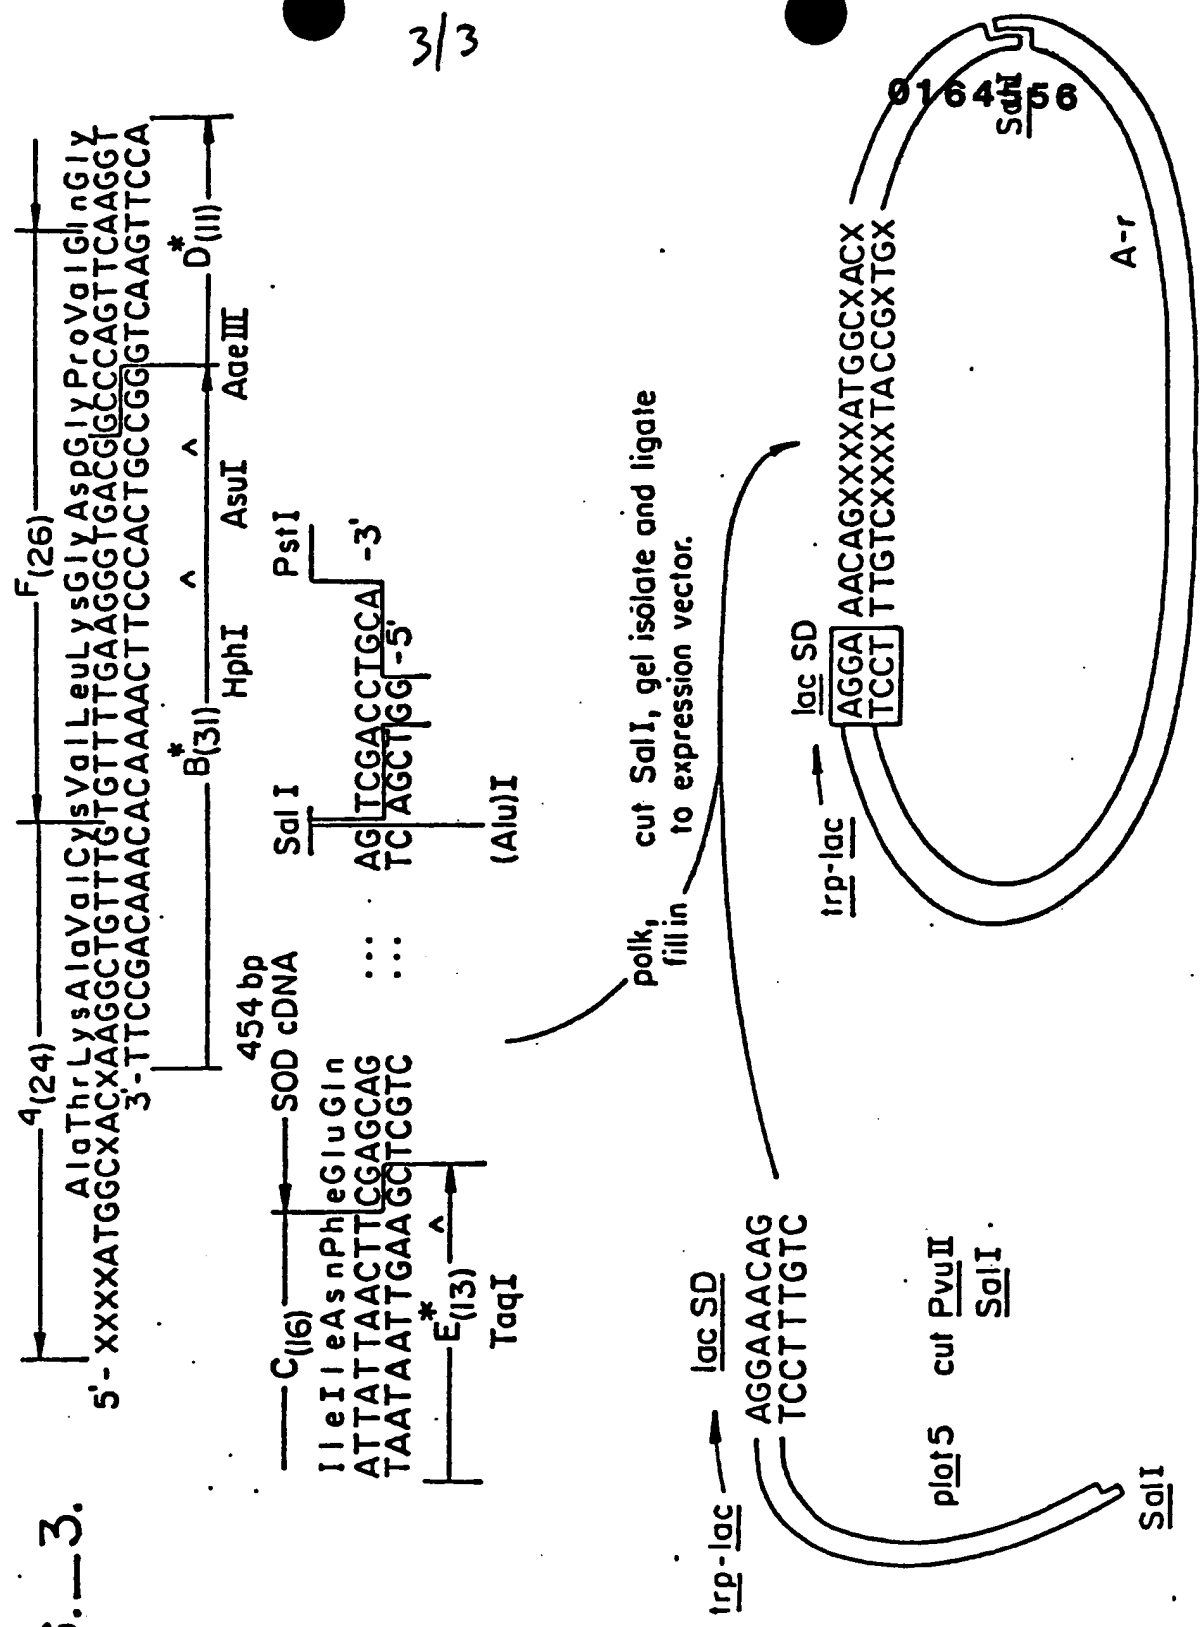 3/3
0164556
G.—3.
4(24)
F(26)
AlaThrLysAlaValCysValLeuLysGlyAspGlyProValGlnGly
5'-XXXXATGGCXACXAAGGCTGTTTGTGTTTTGAAGGGTGACGGCCCAGTTCAAGGT
3'-TTCCGACAAACACAAAACTTCCCACTGCCGGGTCAAGTTCCA
B*(31)
D*(11)
HphI AsuI AaeIII
454 bp
C(16) SOD cDNA
Sal I PstI
IleIleAsnPheGluGln
ATTATTAACTTCGAGCAG ... AGTCGACCTGCA -3'
TAATAATTGAAGCTCGTC ... TCAGCTGG -5'
E*(13)
TaqI
(Alu)I
polk,
fill in
cut SalI, gel isolate and ligate
to expression vector.
trp-lac lac SD
AGGAAACAG
TCCTTTGTC
plot5 cut PvuII
SalI
SalI
trp-lac lac SD
AGGA AACAGXXXXATGGCXACX
TCCT TTGTCXXXXTACCGXTGX
SalI
A-r